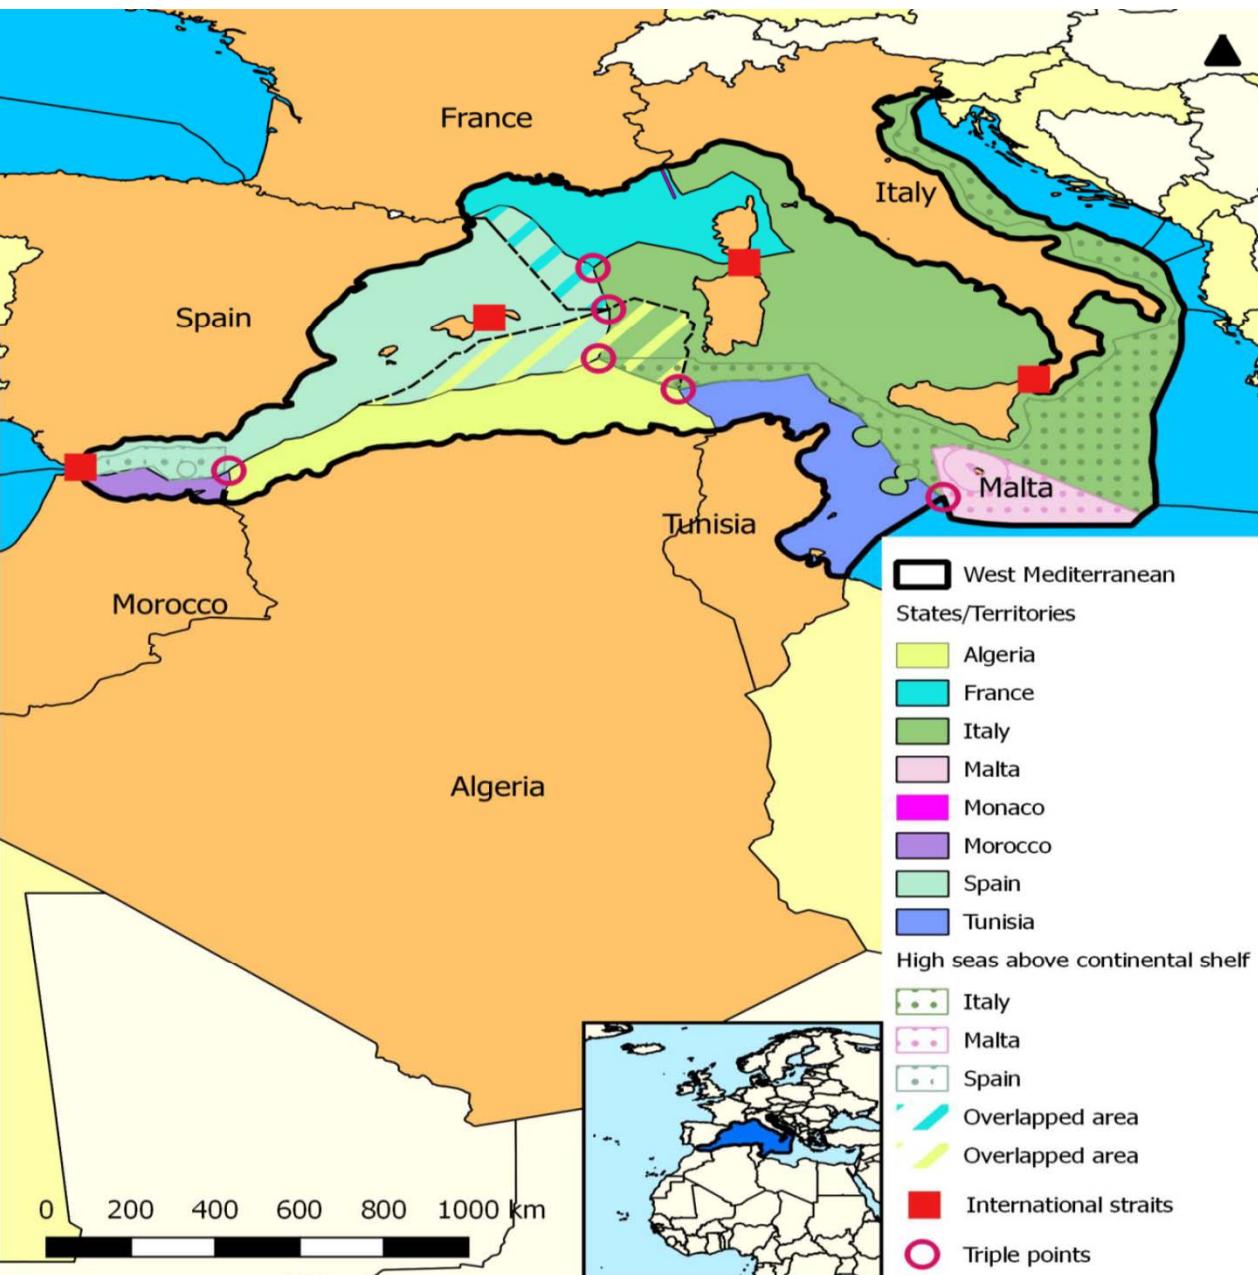 France
Italy
Spain
Malta
Tunisia
Morocco
Algeria
West Mediterranean
States/Territories
Algeria
France
Italy
Malta
Monaco
Morocco
Spain
Tunisia
High seas above continental shelf
Italy
Malta
Spain
Overlapped area
Overlapped area
International straits
Triple points
0 200 400 600 800 1000 km